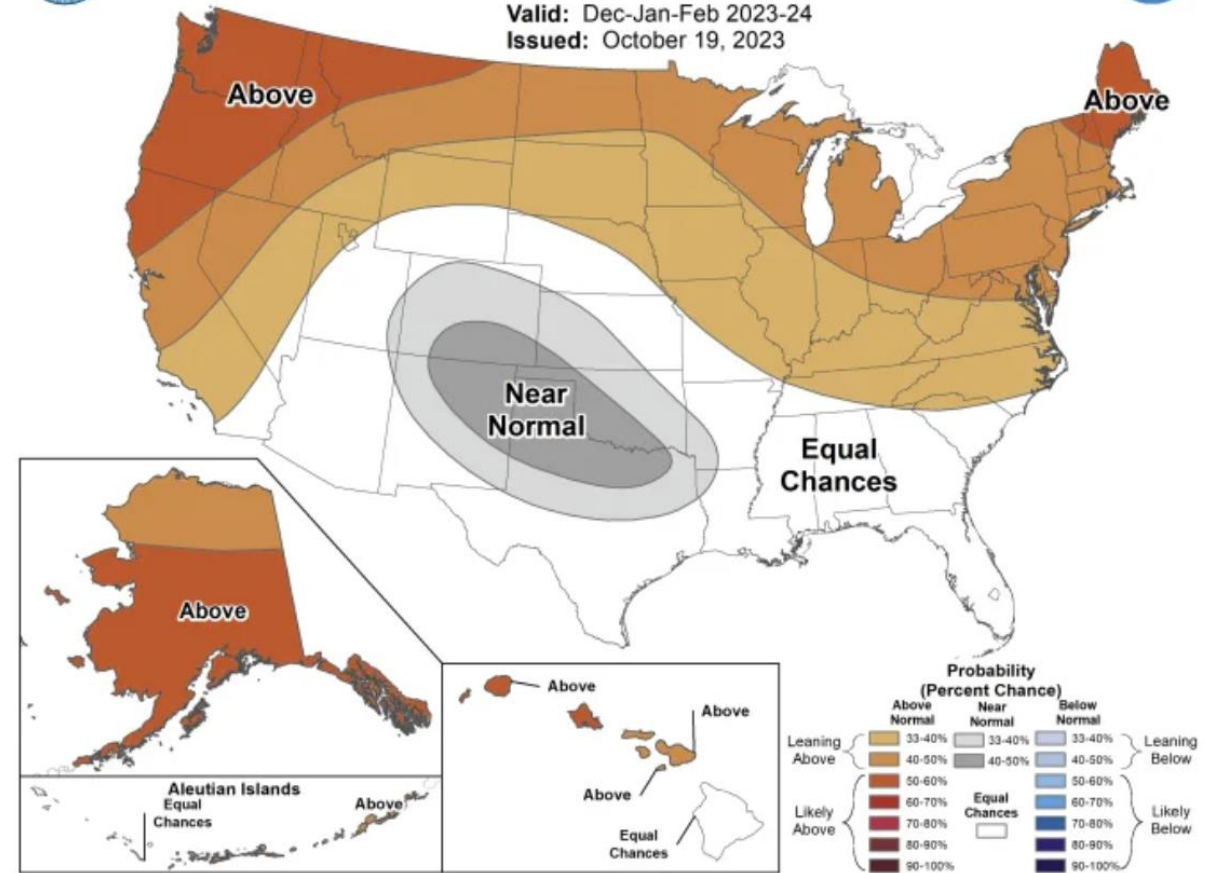 Valid: Dec-Jan-Feb 2023-24
Issued: October 19, 2023
Above
Above
Near
Normal
Equal
Chances
Above
Aleutian Islands
Equal
Chances
Above
Above
Above
Above
Equal
Chances
Probability
(Percent Chance)
Above
Normal
Near
Normal
Below
Normal
Leaning
Above
33-40%
33-40%
33-40%
Leaning
Below
40-50%
40-50%
40-50%
Likely
Above
50-60%
50-60%
Likely
Below
60-70%
Equal
Chances
60-70%
70-80%
70-80%
80-90%
80-90%
90-100%
90-100%